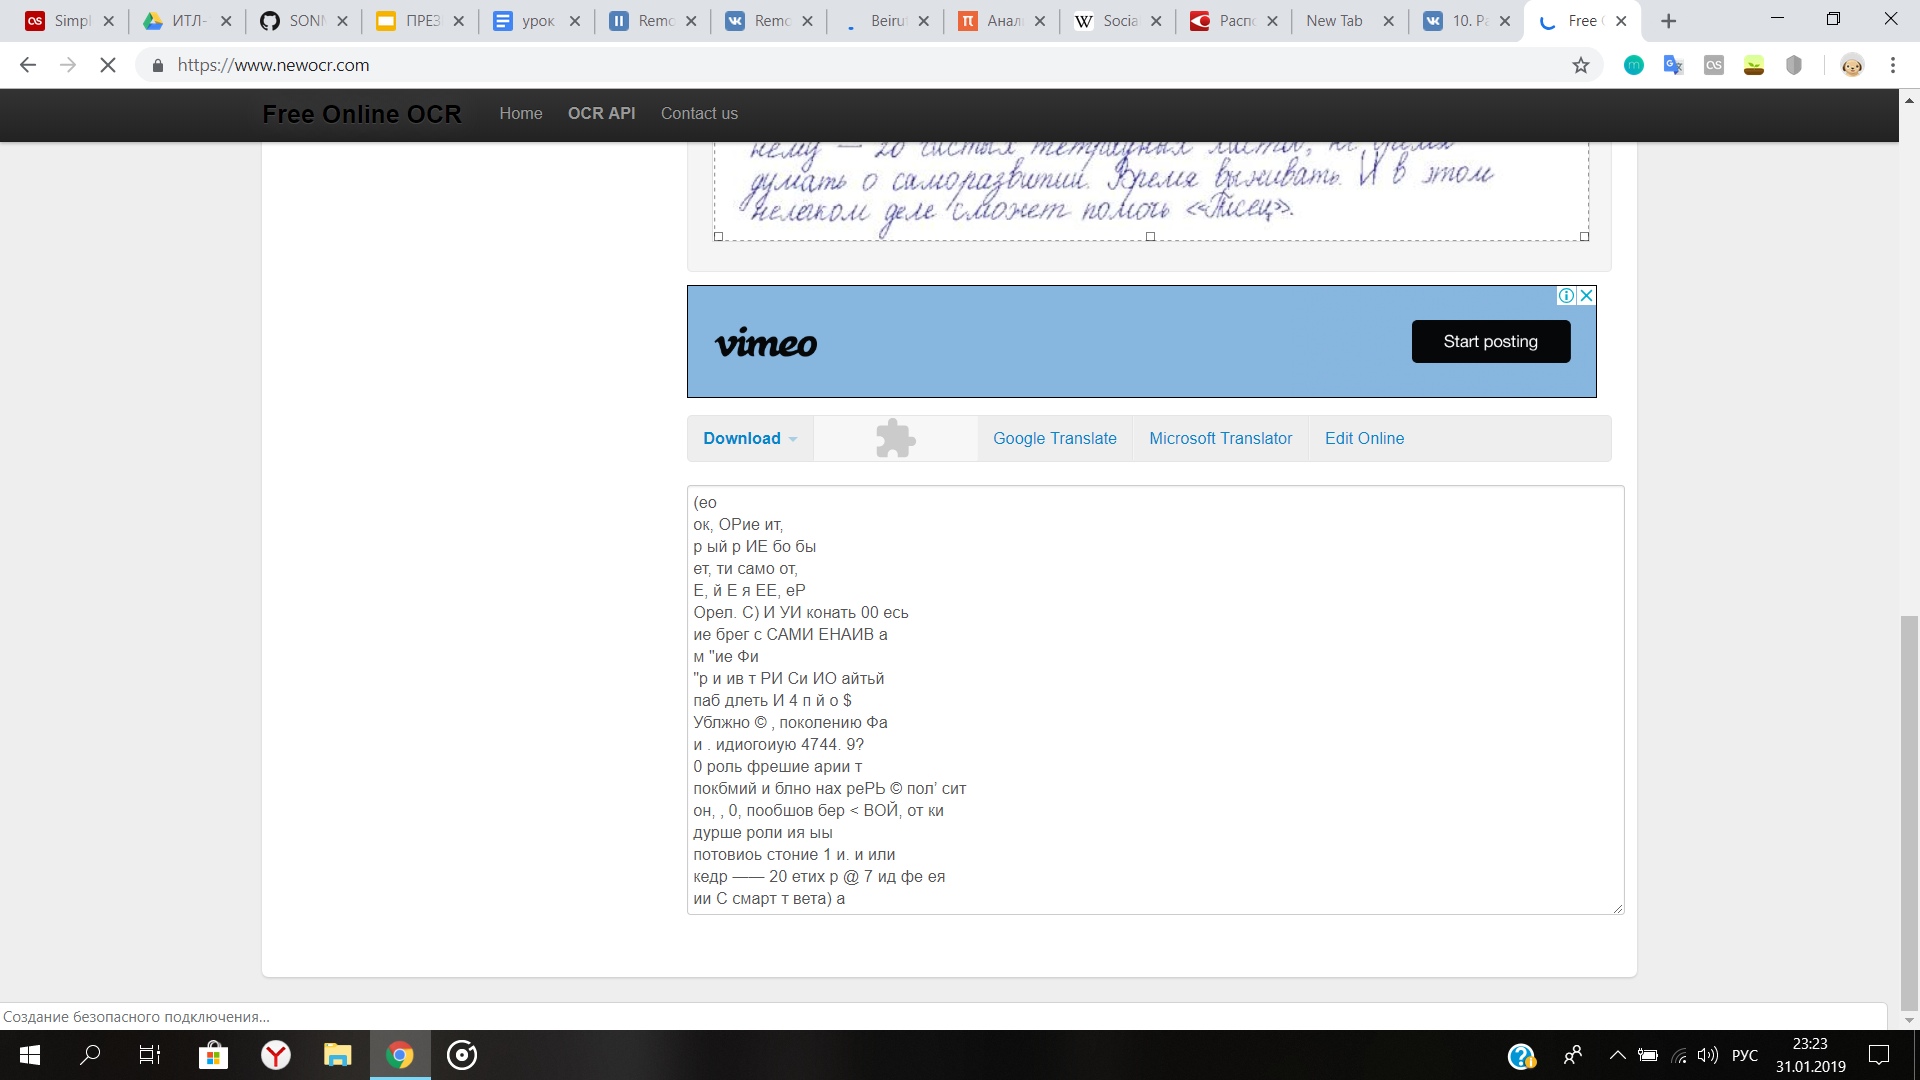 Simpl ИТЛ- SONI ПРЕЗ урок Remo Remo Beirut Анал Socia Распо New Tab 10. Ра Free
https://www.newocr.com
Free Online OCR Home OCR API Contact us
нему — 20 чистых тетрадных листов, не время
думать о саморазвитии. Время выживать. И в этом
нелегком деле сможет помочь «Писец».
vimeo Start posting
Download Google Translate Microsoft Translator Edit Online
(ео
ок, ОРие ит,
р ый р ИЕ бо бы
ет, ти само от,
Е, й Е я ЕЕ, еР
Орел. С) И УИ конать 00 есь
ие брег с САМИ ЕНАИВ а
м "ие Фи
"р и ив т РИ Си ИО айтьй
паб длеть И 4 п й о $
Ублжно © , поколению Фа
и . идиогоиую 4744. 9?
0 роль фрешие арии т
покбмий и блно нах реРЬ © пол’ сит
он, , 0, пообшов бер < ВОЙ, от ки
дурше роли ия ыы
потовиоь стоние 1 и. и или
кедр —— 20 етих р @ 7 ид фе ея
ии С смарт т вета) а
Создание безопасного подключения...
РУС 23:23
31.01.2019